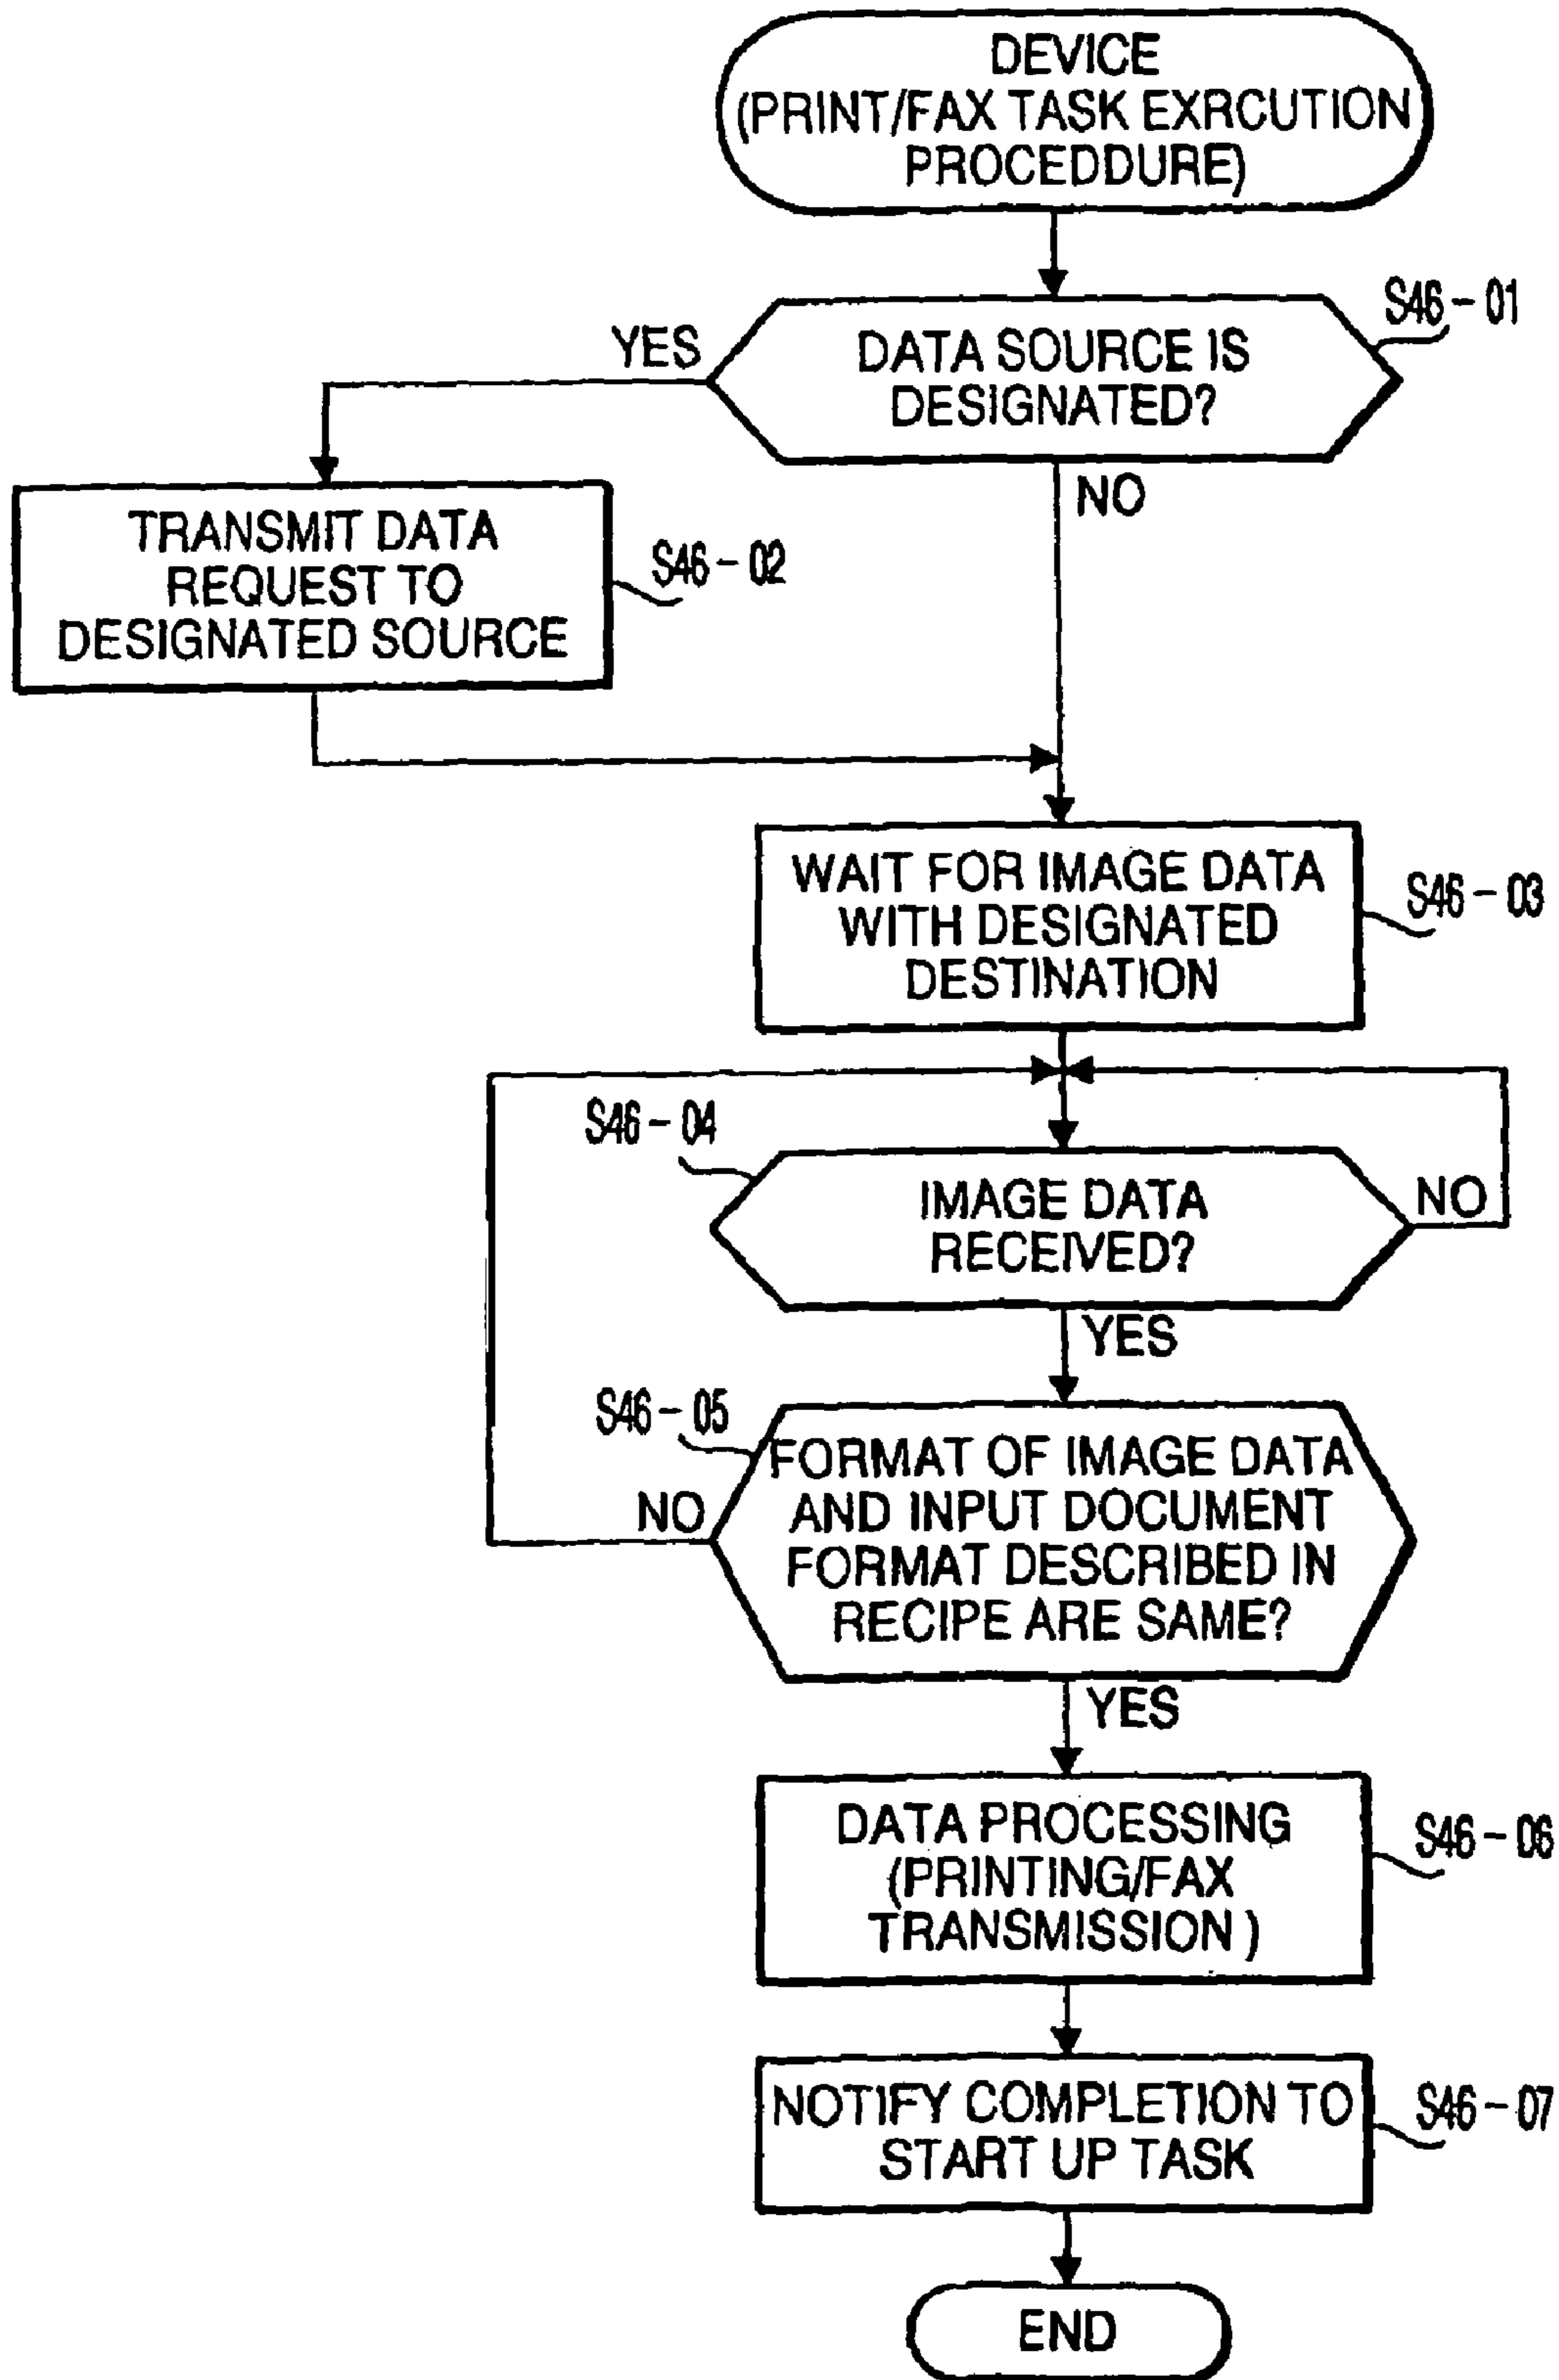 DEVICE
(PRINT/FAX TASK EXRCUTION
PROCEDDURE)
S46-01
YES
DATA SOURCE IS
DESIGNATED?
NO
TRANSMIT DATA
REQUEST TO
DESIGNATED SOURCE
S46-02
WAIT FOR IMAGE DATA
WITH DESIGNATED
DESTINATION
S46-03
S46-04
IMAGE DATA
RECEIVED?
NO
YES
S46-05
FORMAT OF IMAGE DATA
AND INPUT DOCUMENT
FORMAT DESCRIBED IN
RECIPE ARE SAME?
NO
YES
DATA PROCESSING
(PRINTING/FAX
TRANSMISSION)
S46-06
NOTIFY COMPLETION TO
START UP TASK
S46-07
END